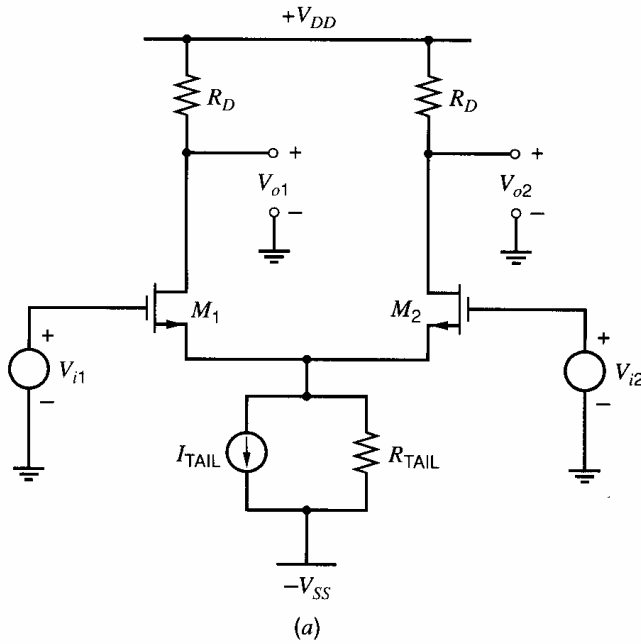 +V_DD
R_D
R_D
+
V_o1
−
+
V_o2
−
M_1
M_2
+
V_i1
−
+
V_i2
−
I_TAIL
R_TAIL
−V_SS
(a)